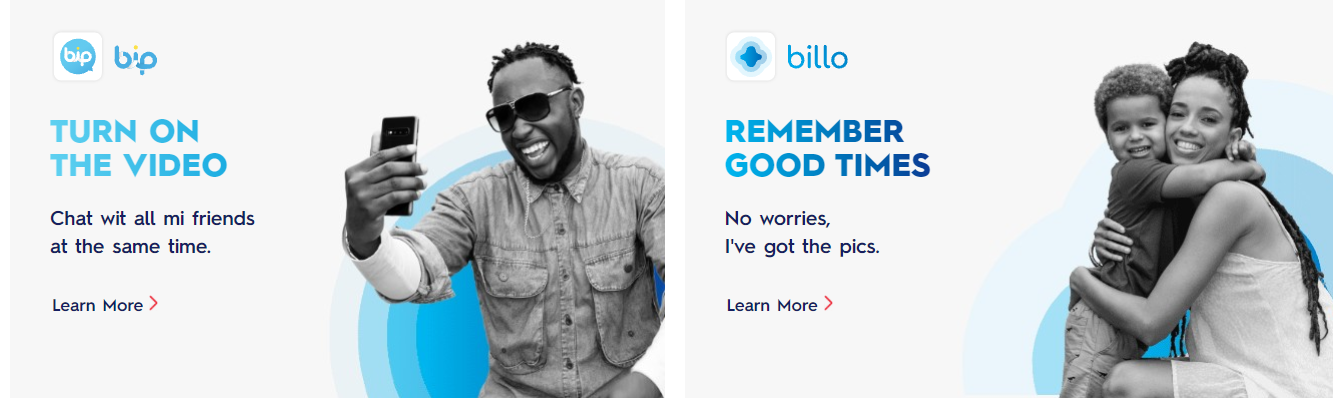 bip bip
TURN ON
THE VIDEO
Chat wit all mi friends
at the same time.
Learn More
billo
REMEMBER
GOOD TIMES
No worries,
I've got the pics.
Learn More